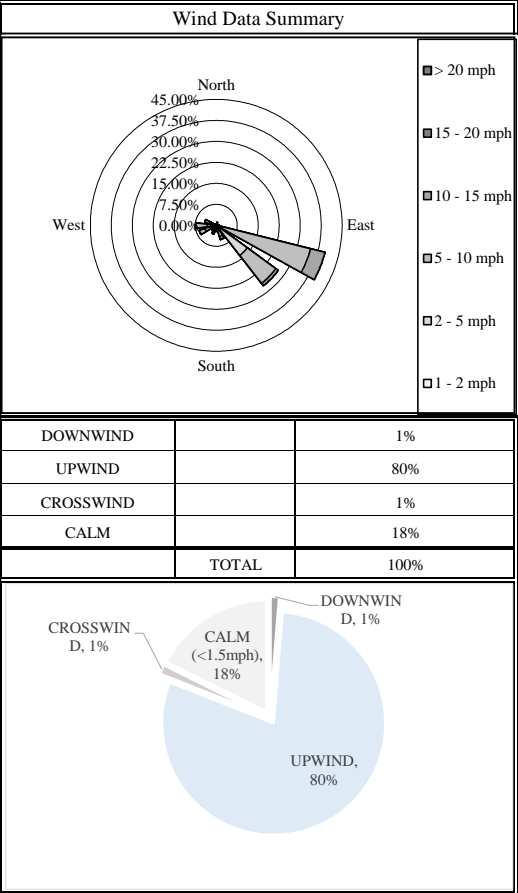 Wind Data Summary
North
45.00%
37.50%
30.00%
22.50%
15.00%
7.50%
0.00%
West
East
South
> 20 mph
15 - 20 mph
10 - 15 mph
5 - 10 mph
2 - 5 mph
1 - 2 mph
DOWNWIND 1%
UPWIND 80%
CROSSWIND 1%
CALM 18%
TOTAL 100%
DOWNWIN
D, 1%
CROSSWIN
D, 1%
CALM
(<1.5mph),
18%
UPWIND,
80%